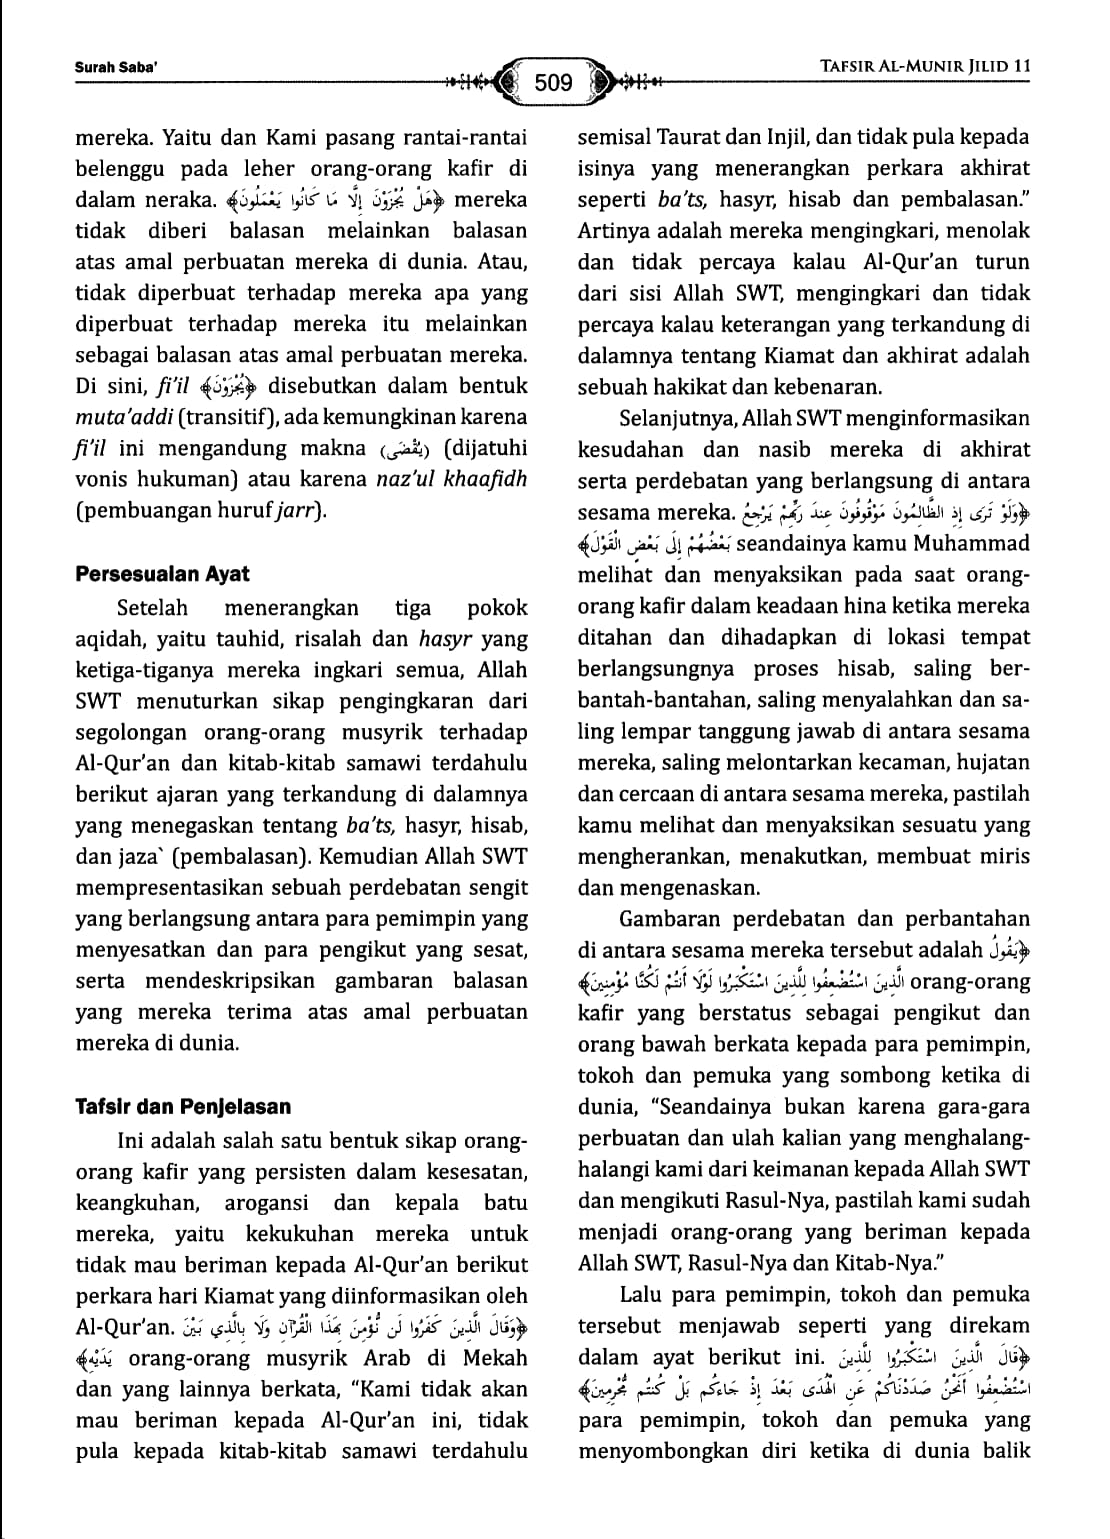 Surah Saba'
509
TAFSIR AL-MUNIR JILID 11
mereka. Yaitu dan Kami pasang rantai-rantai
belenggu pada leher orang-orang kafir di
dalam neraka. ﴿هَلْ يُجْزَوْنَ إِلَّا مَا كَانُوا يَعْمَلُونَ﴾ mereka
tidak diberi balasan melainkan balasan
atas amal perbuatan mereka di dunia. Atau,
tidak diperbuat terhadap mereka apa yang
diperbuat terhadap mereka itu melainkan
sebagai balasan atas amal perbuatan mereka.
Di sini, fi'il ﴿يُجْزَوْنَ﴾ disebutkan dalam bentuk
muta'addi (transitif), ada kemungkinan karena
fi'il ini mengandung makna (يُقْضَى) (dijatuhi
vonis hukuman) atau karena naz'ul khaafidh
(pembuangan huruf jarr).
Persesuaian Ayat
Setelah menerangkan tiga pokok
aqidah, yaitu tauhid, risalah dan hasyr yang
ketiga-tiganya mereka ingkari semua, Allah
SWT menuturkan sikap pengingkaran dari
segolongan orang-orang musyrik terhadap
Al-Qur'an dan kitab-kitab samawi terdahulu
berikut ajaran yang terkandung di dalamnya
yang menegaskan tentang ba'ts, hasyr, hisab,
dan jaza` (pembalasan). Kemudian Allah SWT
mempresentasikan sebuah perdebatan sengit
yang berlangsung antara para pemimpin yang
menyesatkan dan para pengikut yang sesat,
serta mendeskripsikan gambaran balasan
yang mereka terima atas amal perbuatan
mereka di dunia.
Tafsir dan Penjelasan
Ini adalah salah satu bentuk sikap orang-
orang kafir yang persisten dalam kesesatan,
keangkuhan, arogansi dan kepala batu
mereka, yaitu kekukuhan mereka untuk
tidak mau beriman kepada Al-Qur'an berikut
perkara hari Kiamat yang diinformasikan oleh
Al-Qur'an. ﴿وَقَالَ الَّذِينَ كَفَرُوا لَن نُّؤْمِنَ بِهَٰذَا الْقُرْآنِ وَلَا بِالَّذِي بَيْنَ
يَدَيْهِ﴾ orang-orang musyrik Arab di Mekah
dan yang lainnya berkata, “Kami tidak akan
mau beriman kepada Al-Qur'an ini, tidak
pula kepada kitab-kitab samawi terdahulu
semisal Taurat dan Injil, dan tidak pula kepada
isinya yang menerangkan perkara akhirat
seperti ba'ts, hasyr, hisab dan pembalasan.”
Artinya adalah mereka mengingkari, menolak
dan tidak percaya kalau Al-Qur'an turun
dari sisi Allah SWT, mengingkari dan tidak
percaya kalau keterangan yang terkandung di
dalamnya tentang Kiamat dan akhirat adalah
sebuah hakikat dan kebenaran.
Selanjutnya, Allah SWT menginformasikan
kesudahan dan nasib mereka di akhirat
serta perdebatan yang berlangsung di antara
sesama mereka. ﴿وَلَوْ تَرَى إِذِ الظَّالِمُونَ مَوْقُوفُونَ عِندَ رَبِّهِمْ يَرْجِعُ
بَعْضُهُمْ إِلَى بَعْضٍ الْقَوْلَ﴾ seandainya kamu Muhammad
melihat dan menyaksikan pada saat orang-
orang kafir dalam keadaan hina ketika mereka
ditahan dan dihadapkan di lokasi tempat
berlangsungnya proses hisab, saling ber-
bantah-bantahan, saling menyalahkan dan sa-
ling lempar tanggung jawab di antara sesama
mereka, saling melontarkan kecaman, hujatan
dan cercaan di antara sesama mereka, pastilah
kamu melihat dan menyaksikan sesuatu yang
mengherankan, menakutkan, membuat miris
dan mengenaskan.
Gambaran perdebatan dan perbantahan
di antara sesama mereka tersebut adalah ﴿يَقُولُ
الَّذِينَ اسْتُضْعِفُوا لِلَّذِينَ اسْتَكْبَرُوا لَوْلَا أَنتُمْ لَكُنَّا مُؤْمِنِينَ﴾ orang-orang
kafir yang berstatus sebagai pengikut dan
orang bawah berkata kepada para pemimpin,
tokoh dan pemuka yang sombong ketika di
dunia, “Seandainya bukan karena gara-gara
perbuatan dan ulah kalian yang menghalang-
halangi kami dari keimanan kepada Allah SWT
dan mengikuti Rasul-Nya, pastilah kami sudah
menjadi orang-orang yang beriman kepada
Allah SWT, Rasul-Nya dan Kitab-Nya.”
Lalu para pemimpin, tokoh dan pemuka
tersebut menjawab seperti yang direkam
dalam ayat berikut ini. ﴿قَالَ الَّذِينَ اسْتَكْبَرُوا لِلَّذِينَ
اسْتُضْعِفُوا أَنَحْنُ صَدَدْنَاكُمْ عَنِ الْهُدَى بَعْدَ إِذْ جَاءَكُم بَلْ كُنتُم مُّجْرِمِينَ﴾
para pemimpin, tokoh dan pemuka yang
menyombongkan diri ketika di dunia balik